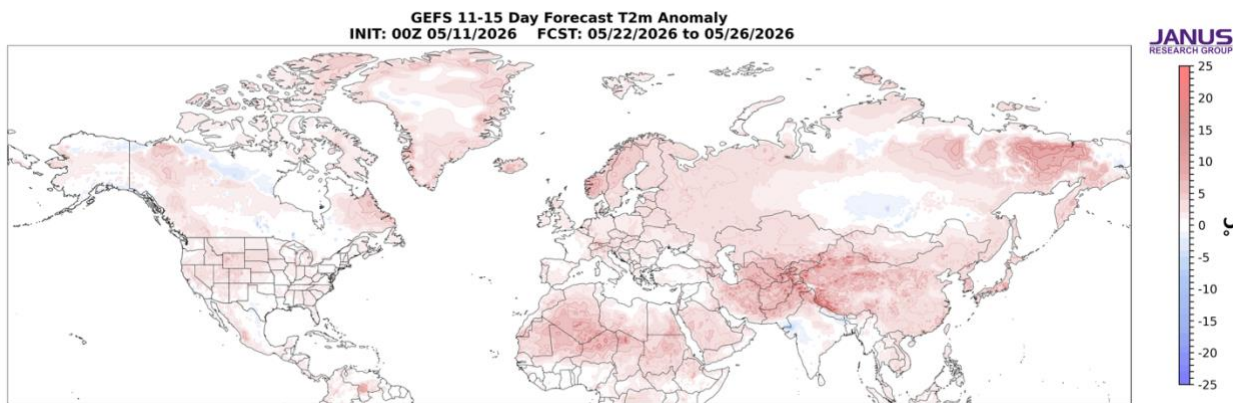 GEFS 11-15 Day Forecast T2m Anomaly
INIT: 00Z 05/11/2026    FCST: 05/22/2026 to 05/26/2026
JANUS
RESEARCH GROUP
25
20
15
10
5
0
-5
-10
-15
-20
-25
°C